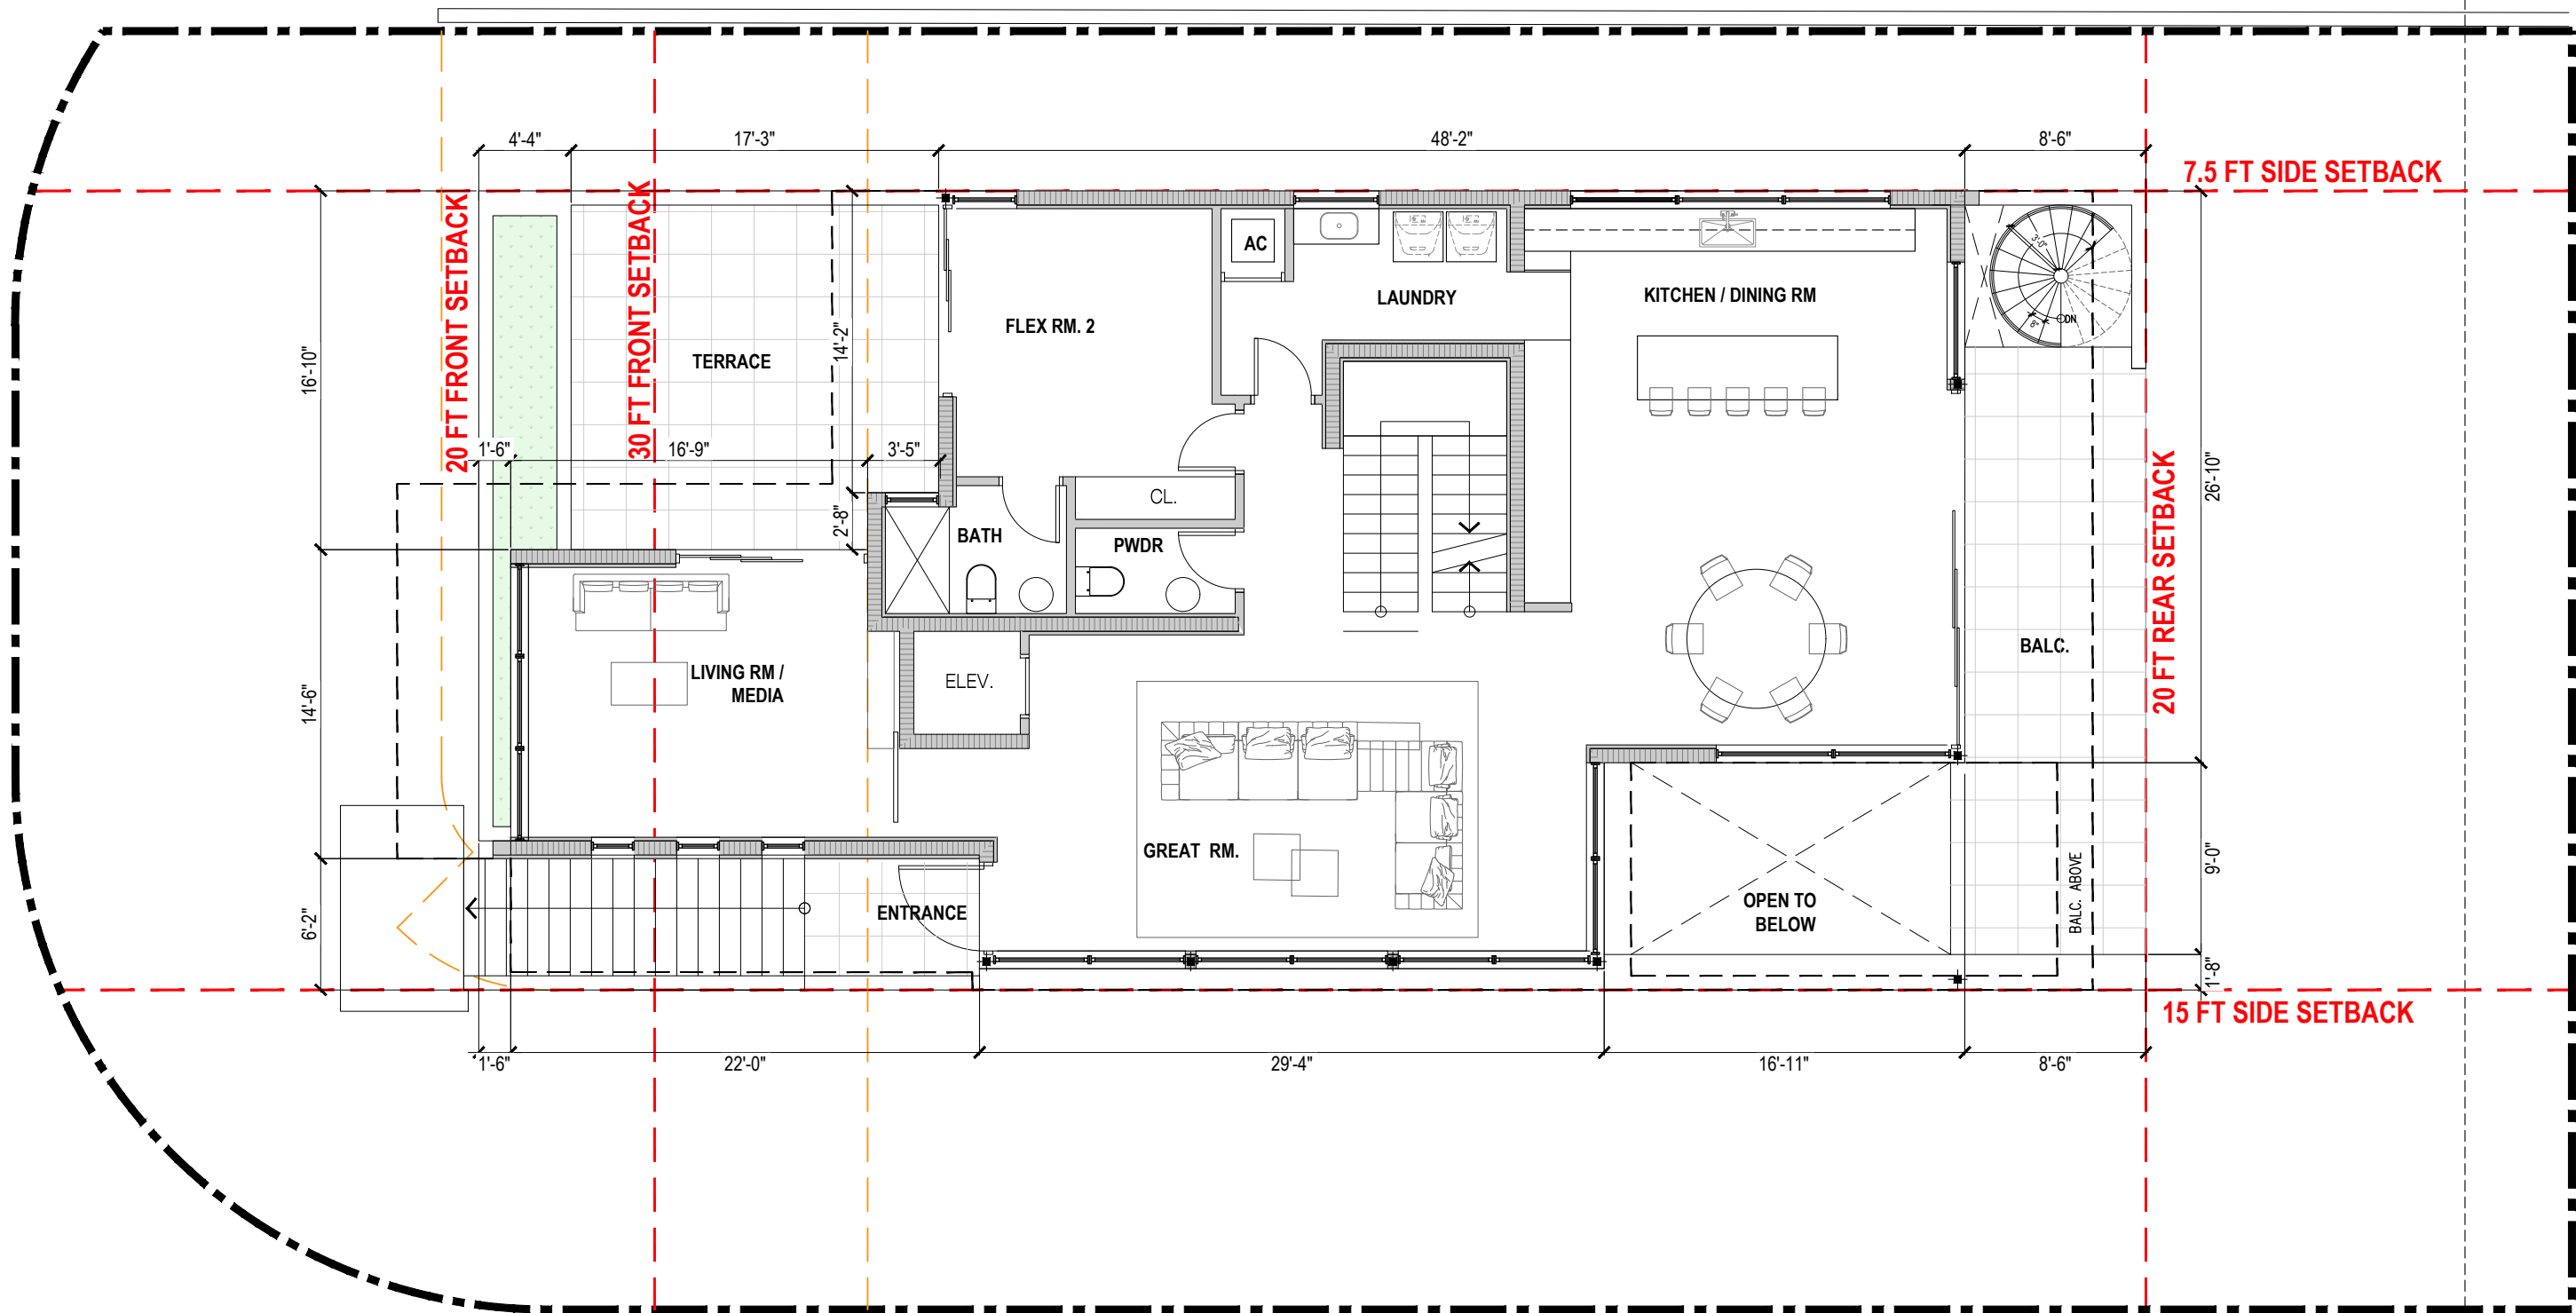 4'-4"
17'-3"
48'-2"
8'-6"
7.5 FT SIDE SETBACK
20 FT FRONT SETBACK
30 FT FRONT SETBACK
16'-10"
14'-2"
TERRACE
FLEX RM. 2
AC
LAUNDRY
KITCHEN / DINING RM
3'-0"
8"
DN
1'-6"
16'-9"
3'-5"
2'-8"
CL.
BATH
PWDR
26'-10"
20 FT REAR SETBACK
BALC.
14'-6"
LIVING RM /
MEDIA
ELEV.
GREAT RM.
ENTRANCE
OPEN TO
BELOW
BALC. ABOVE
9'-0"
6'-2"
1'-8"
15 FT SIDE SETBACK
1'-6"
22'-0"
29'-4"
16'-11"
8'-6"